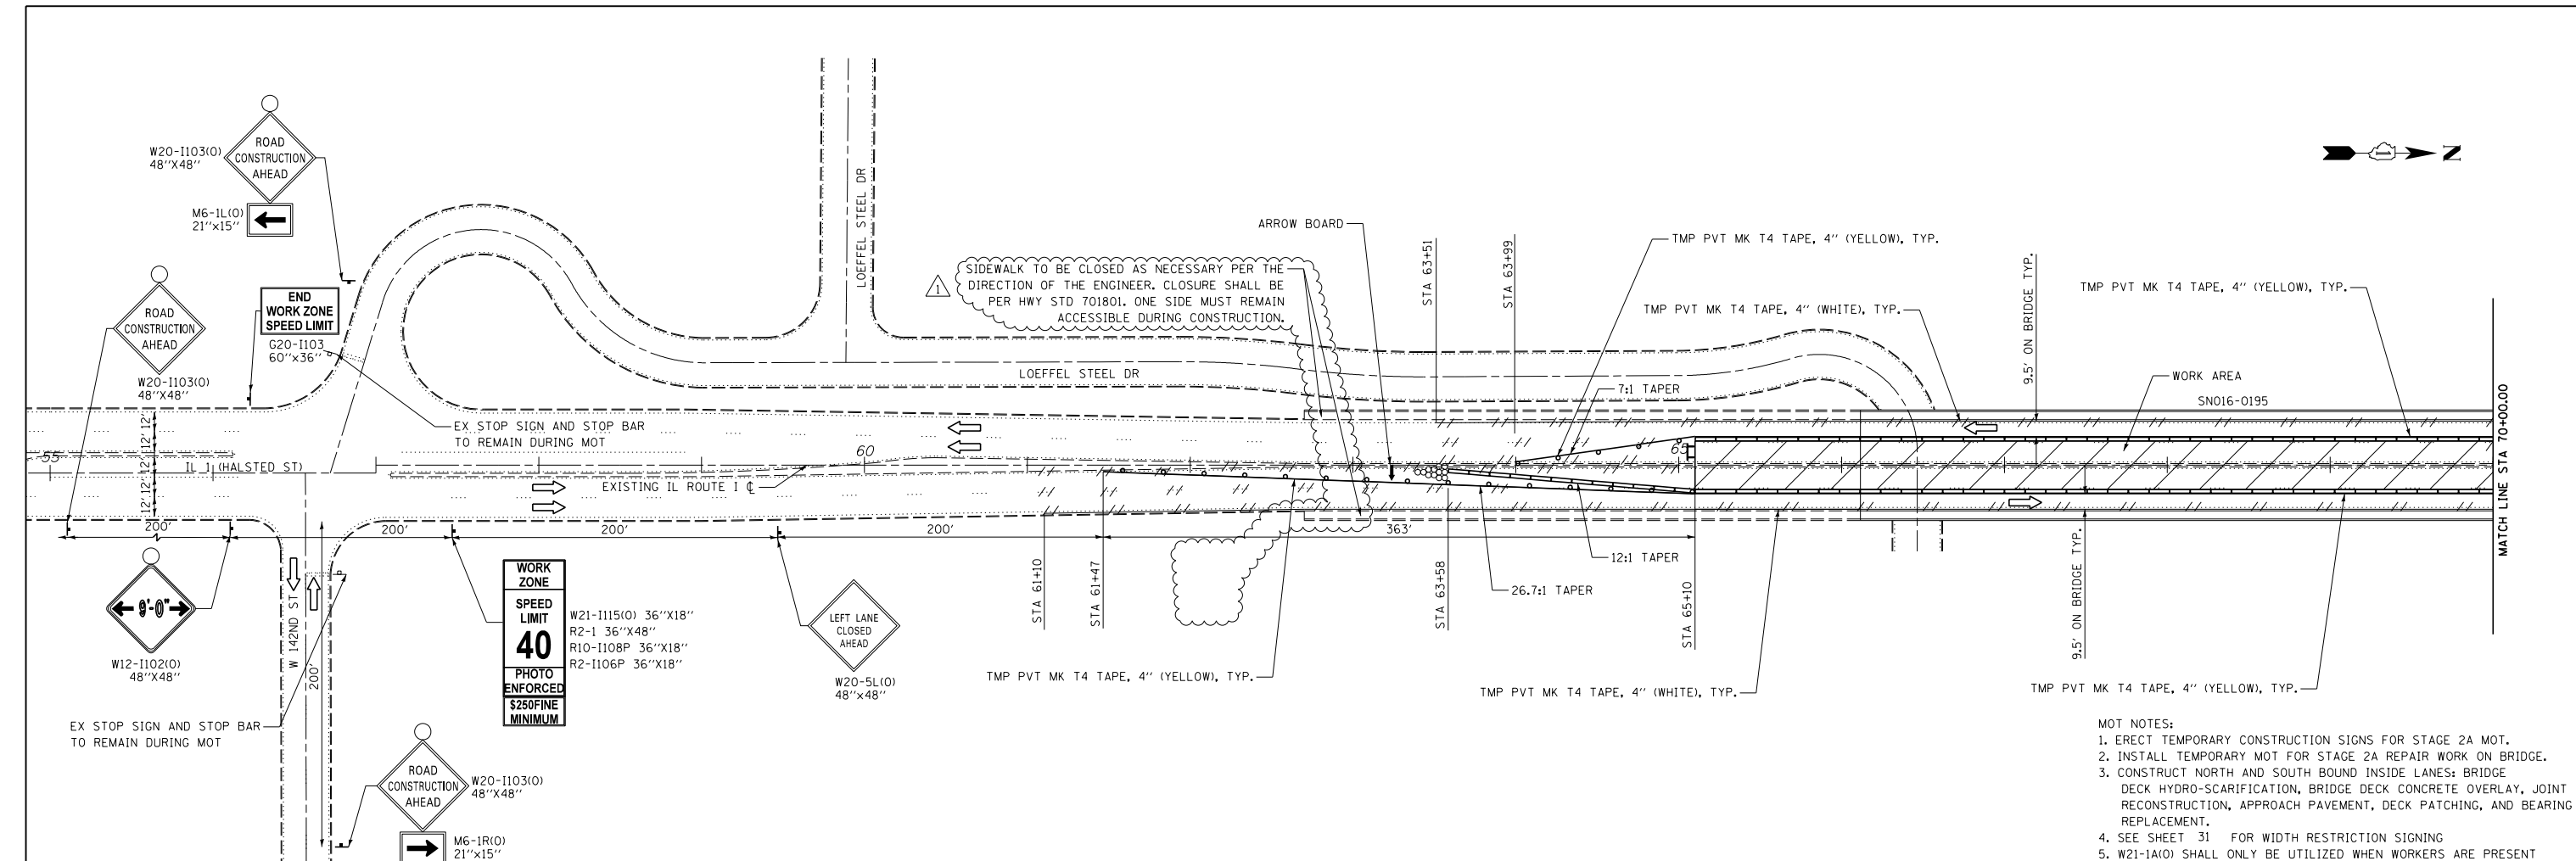 ROAD
CONSTRUCTION
AHEAD
W20-I103(O)
48''X48''
M6-1L(O)
21''x15''
ROAD
CONSTRUCTION
AHEAD
W20-I103(O)
48''X48''
END
WORK ZONE
SPEED LIMIT
G20-I103
60''x36''
EX STOP SIGN AND STOP BAR
TO REMAIN DURING MOT
LOEFFEL STEEL DR
LOEFFEL STEEL DR
1
SIDEWALK TO BE CLOSED AS NECESSARY PER THE
DIRECTION OF THE ENGINEER. CLOSURE SHALL BE
PER HWY STD 701801. ONE SIDE MUST REMAIN
ACCESSIBLE DURING CONSTRUCTION.
ARROW BOARD
STA 63+51
STA 63+99
TMP PVT MK T4 TAPE, 4'' (YELLOW), TYP.
TMP PVT MK T4 TAPE, 4'' (WHITE), TYP.
7:1 TAPER
9.5' ON BRIDGE TYP.
TMP PVT MK T4 TAPE, 4'' (YELLOW), TYP.
WORK AREA
SN016-0195
Z
MATCH LINE STA 70+00.00
12' 12'
12' 12'
55
IL 1 (HALSTED ST)
60
65
EXISTING IL ROUTE 1 ℄
200'
200'
200'
200'
363'
9'-0"
W12-I102(O)
48''X48''
W 142ND ST
200'
WORK
ZONE
SPEED
LIMIT
40
PHOTO
ENFORCED
$250FINE
MINIMUM
W21-I115(O) 36''X18''
R2-1 36''X48''
R10-I108P 36''X18''
R2-I106P 36''X18''
LEFT LANE
CLOSED
AHEAD
W20-5L(O)
48''x48''
STA 61+10
STA 61+47
STA 63+58
STA 65+10
12:1 TAPER
26.7:1 TAPER
TMP PVT MK T4 TAPE, 4'' (YELLOW), TYP.
TMP PVT MK T4 TAPE, 4'' (WHITE), TYP.
9.5' ON BRIDGE TYP.
TMP PVT MK T4 TAPE, 4'' (YELLOW), TYP.
EX STOP SIGN AND STOP BAR
TO REMAIN DURING MOT
ROAD
CONSTRUCTION
AHEAD
W20-I103(O)
48''X48''
M6-1R(O)
21''x15''
MOT NOTES:
1. ERECT TEMPORARY CONSTRUCTION SIGNS FOR STAGE 2A MOT.
2. INSTALL TEMPORARY MOT FOR STAGE 2A REPAIR WORK ON BRIDGE.
3. CONSTRUCT NORTH AND SOUTH BOUND INSIDE LANES: BRIDGE
DECK HYDRO-SCARIFICATION, BRIDGE DECK CONCRETE OVERLAY, JOINT
RECONSTRUCTION, APPROACH PAVEMENT, DECK PATCHING, AND BEARING
REPLACEMENT.
4. SEE SHEET 31 FOR WIDTH RESTRICTION SIGNING
5. W21-1A(O) SHALL ONLY BE UTILIZED WHEN WORKERS ARE PRESENT